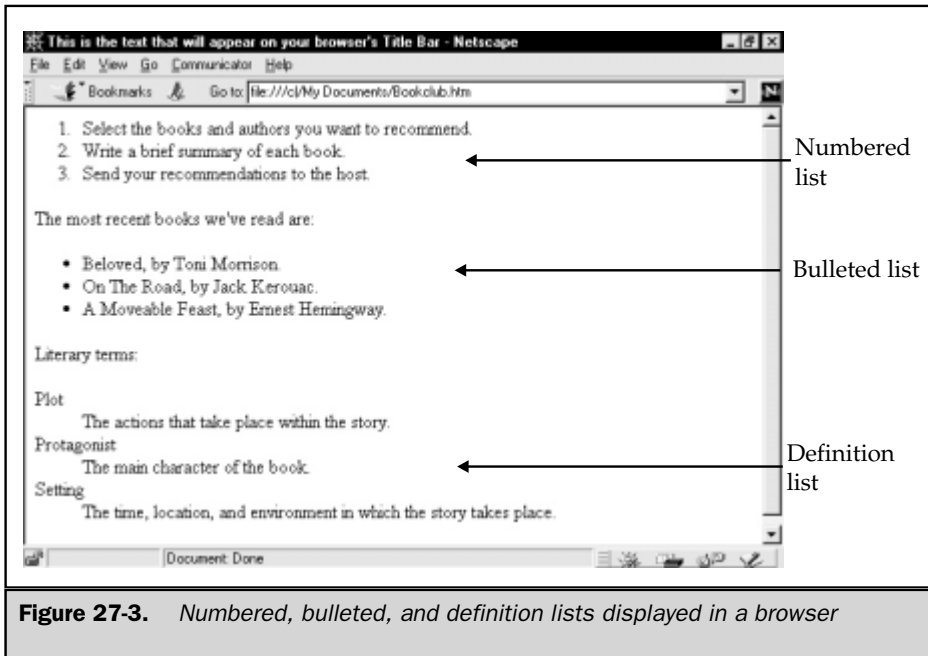 This is the text that will appear on your browser's Title Bar - Netscape
File Edit View Go Communicator Help
Bookmarks Go to: file:///c|/My Documents/Bookclub.htm N
1. Select the books and authors you want to recommend.
2. Write a brief summary of each book.
3. Send your recommendations to the host.
Numbered
list
The most recent books we've read are:
• Beloved, by Toni Morrison.
• On The Road, by Jack Kerouac.
• A Moveable Feast, by Ernest Hemingway.
Bulleted list
Literary terms:
Plot
The actions that take place within the story.
Protagonist
The main character of the book.
Setting
The time, location, and environment in which the story takes place.
Definition
list
Document: Done
Figure 27-3. Numbered, bulleted, and definition lists displayed in a browser